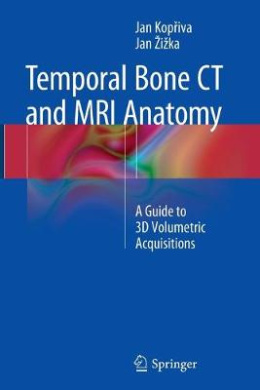 Jan Kopřiva
Jan Žižka
Temporal Bone CT
and MRI Anatomy
A Guide to
3D Volumetric
Acquisitions
Springer